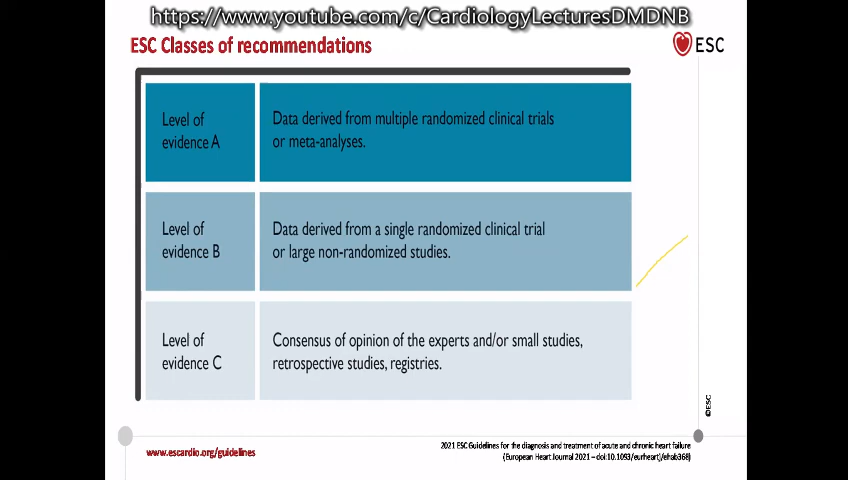 https://www.youtube.com/c/CardiologyLecturesDMDNB
ESC Classes of recommendations
ESC
Level of
evidence A
Data derived from multiple randomized clinical trials
or meta-analyses.
Level of
evidence B
Data derived from a single randomized clinical trial
or large non-randomized studies.
Level of
evidence C
Consensus of opinion of the experts and/or small studies,
retrospective studies, registries.
©ESC
www.escardio.org/guidelines
2021 ESC Guidelines for the diagnosis and treatment of acute and chronic heart failure
(European Heart Journal 2021 – doi:10.1093/eurheartj/ehab368)